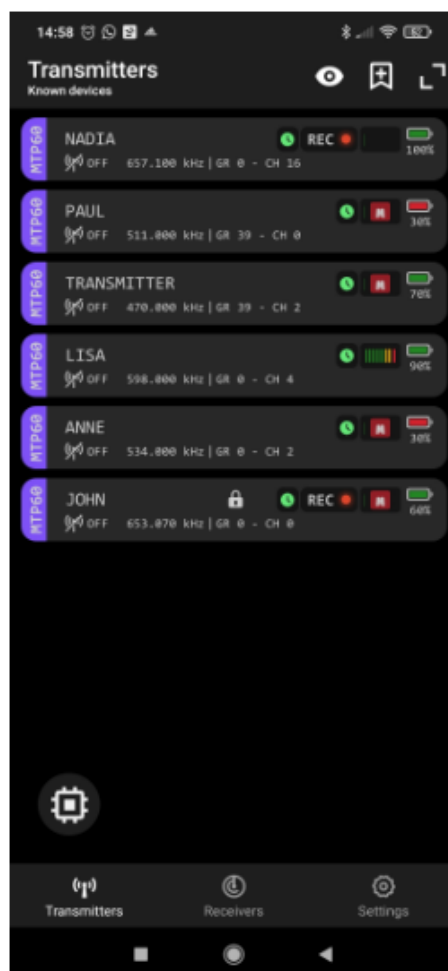 14:58
Transmitters
Known devices
MTP60
NADIA REC
100%
OFF 657.100 kHz | GR 0 - CH 16
MTP60
PAUL M
30%
OFF 511.000 kHz | GR 39 - CH 0
MTP60
TRANSMITTER M
70%
OFF 470.000 kHz | GR 39 - CH 2
MTP60
LISA
90%
OFF 598.000 kHz | GR 0 - CH 4
MTP60
ANNE M
30%
OFF 534.000 kHz | GR 0 - CH 2
MTP60
JOHN REC M
60%
OFF 653.070 kHz | GR 0 - CH 0
Transmitters Receivers Settings